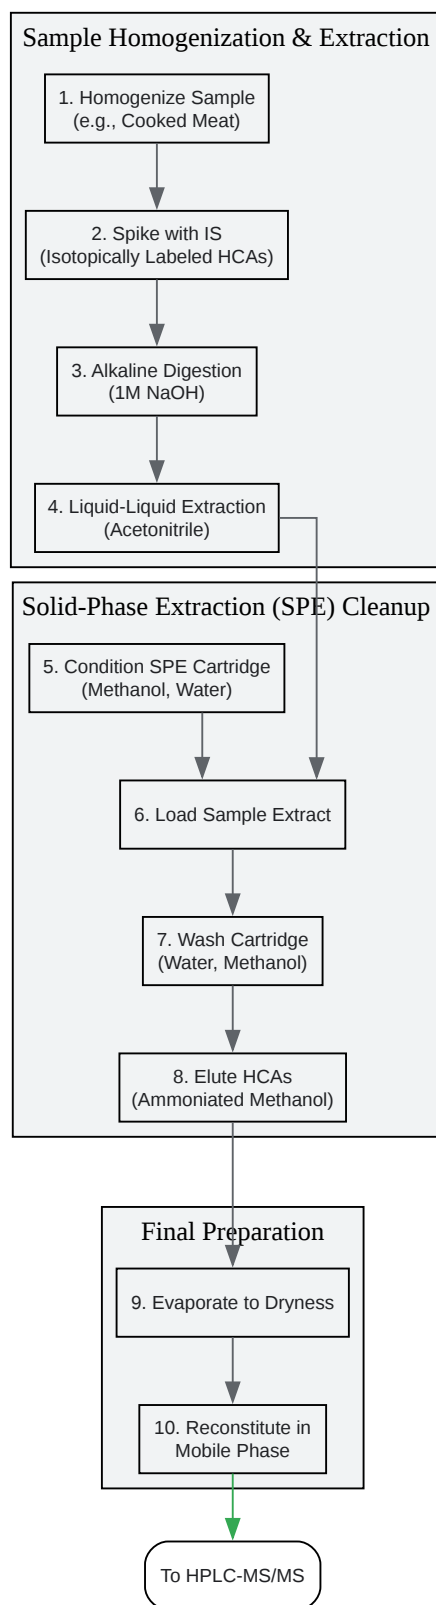 Sample Homogenization & Extraction
1. Homogenize Sample
(e.g., Cooked Meat)
2. Spike with IS
(Isotopically Labeled HCAs)
3. Alkaline Digestion
(1M NaOH)
4. Liquid-Liquid Extraction
(Acetonitrile)
Solid-Phase Extraction (SPE) Cleanup
5. Condition SPE Cartridge
(Methanol, Water)
6. Load Sample Extract
7. Wash Cartridge
(Water, Methanol)
8. Elute HCAs
(Ammoniated Methanol)
Final Preparation
9. Evaporate to Dryness
10. Reconstitute in
Mobile Phase
To HPLC-MS/MS